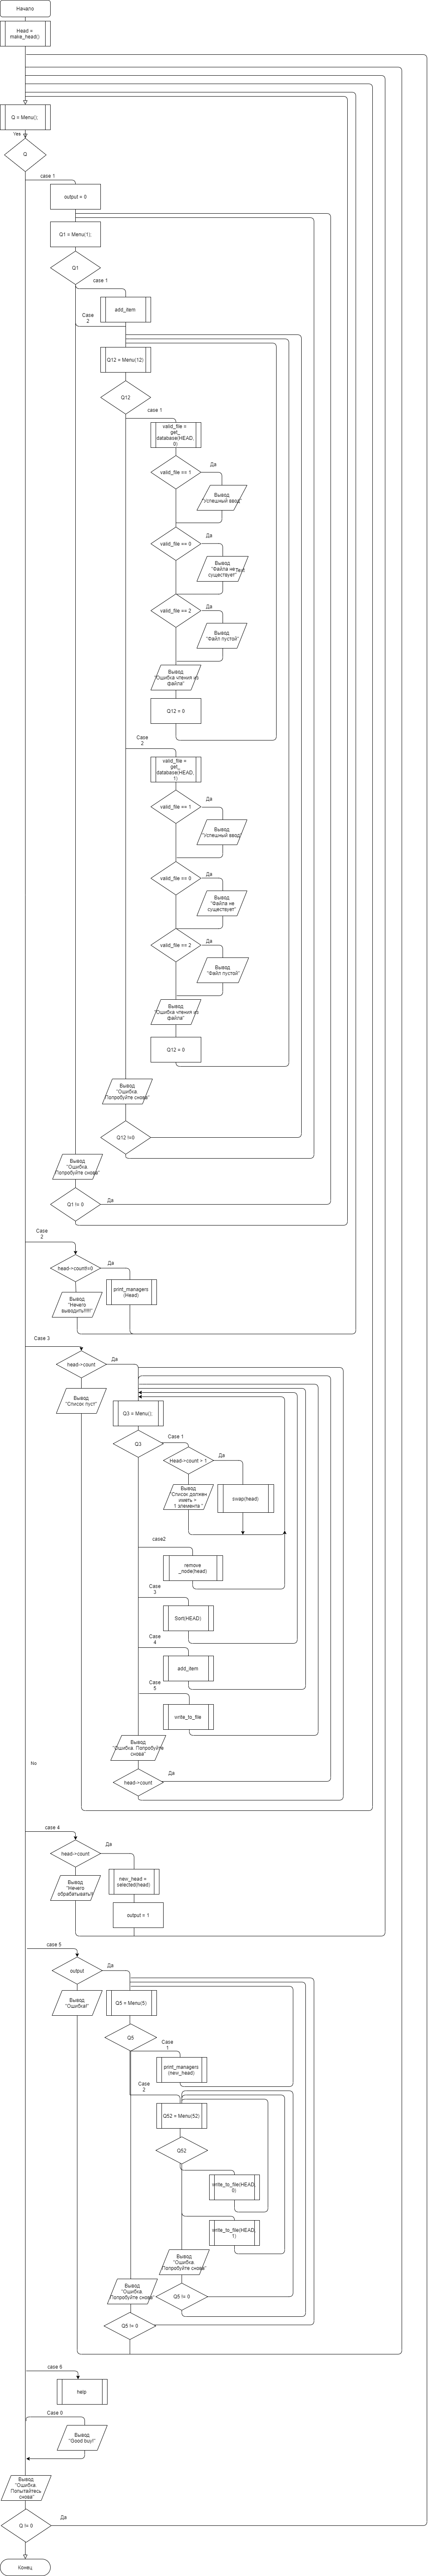 Начало
Head =
make_head()
Q = Menu();
Yes
Q
case 1
output = 0
Q1 = Menu(1);
Q1
case 1
add_item
Case
2
Q12 = Menu(12)
Q12
case 1
valid_file =
get_
database(HEAD,
0)
valid_file == 1
Да
Вывод
"Успешный ввод"
valid_file == 0
Да
Вывод
"Файла не
существует"
Text
valid_file == 2
Да
Вывод
"Файл пустой"
Вывод
"Ошибка чтения из
файла"
Q12 = 0
Case
2
valid_file =
get_
database(HEAD,
1)
valid_file == 1
Да
Вывод
"Успешный ввод"
valid_file == 0
Да
Вывод
"Файла не
существует"
valid_file == 2
Да
Вывод
"Файл пустой"
Вывод
"Ошибка чтения из
файла"
Q12 = 0
Вывод
"Ошибка.
Попробуйте снова"
Q12 !=0
Вывод
"Ошибка.
Попробуйте снова"
Q1 != 0
Да
Case
2
head->count!=0
Да
Вывод
"Нечего
выводить!!!!!"
print_managers
(Head)
Case 3
head->count
Да
Вывод
"Список пуст"
Q3 = Menu();
Q3
Case 1
Head->count > 1
Да
Вывод
"Список должен
иметь >
1 элемента "
swap(head)
case2
remove
_node(head)
Case
3
Sort(HEAD)
Case
4
add_item
Case
5
write_to_file
Вывод
"Ошибка. Попробуйте
снова"
head->count
Да
No
case 4
head->count
Да
Вывод
"Нечего
обрабатывать!!
new_head =
selected(head)
output = 1
case 5
output
Да
Вывод
"Ошибка!"
Q5 = Menu(5)
Q5
Case
1
print_managers
(new_head)
Case
2
Q52 = Menu(52)
Q52
write_to_file(HEAD,
0)
write_to_file(HEAD,
1)
Вывод
"Ошибка.
Попробуйте снова"
Q5 != 0
Вывод
"Ошибка.
Попробуйте снова"
Q5 != 0
case 6
help
Case 0
Вывод
"Good buy!"
Вывод
"Ошибка.
Попытайтесь
снова"
Q != 0
Да
Конец